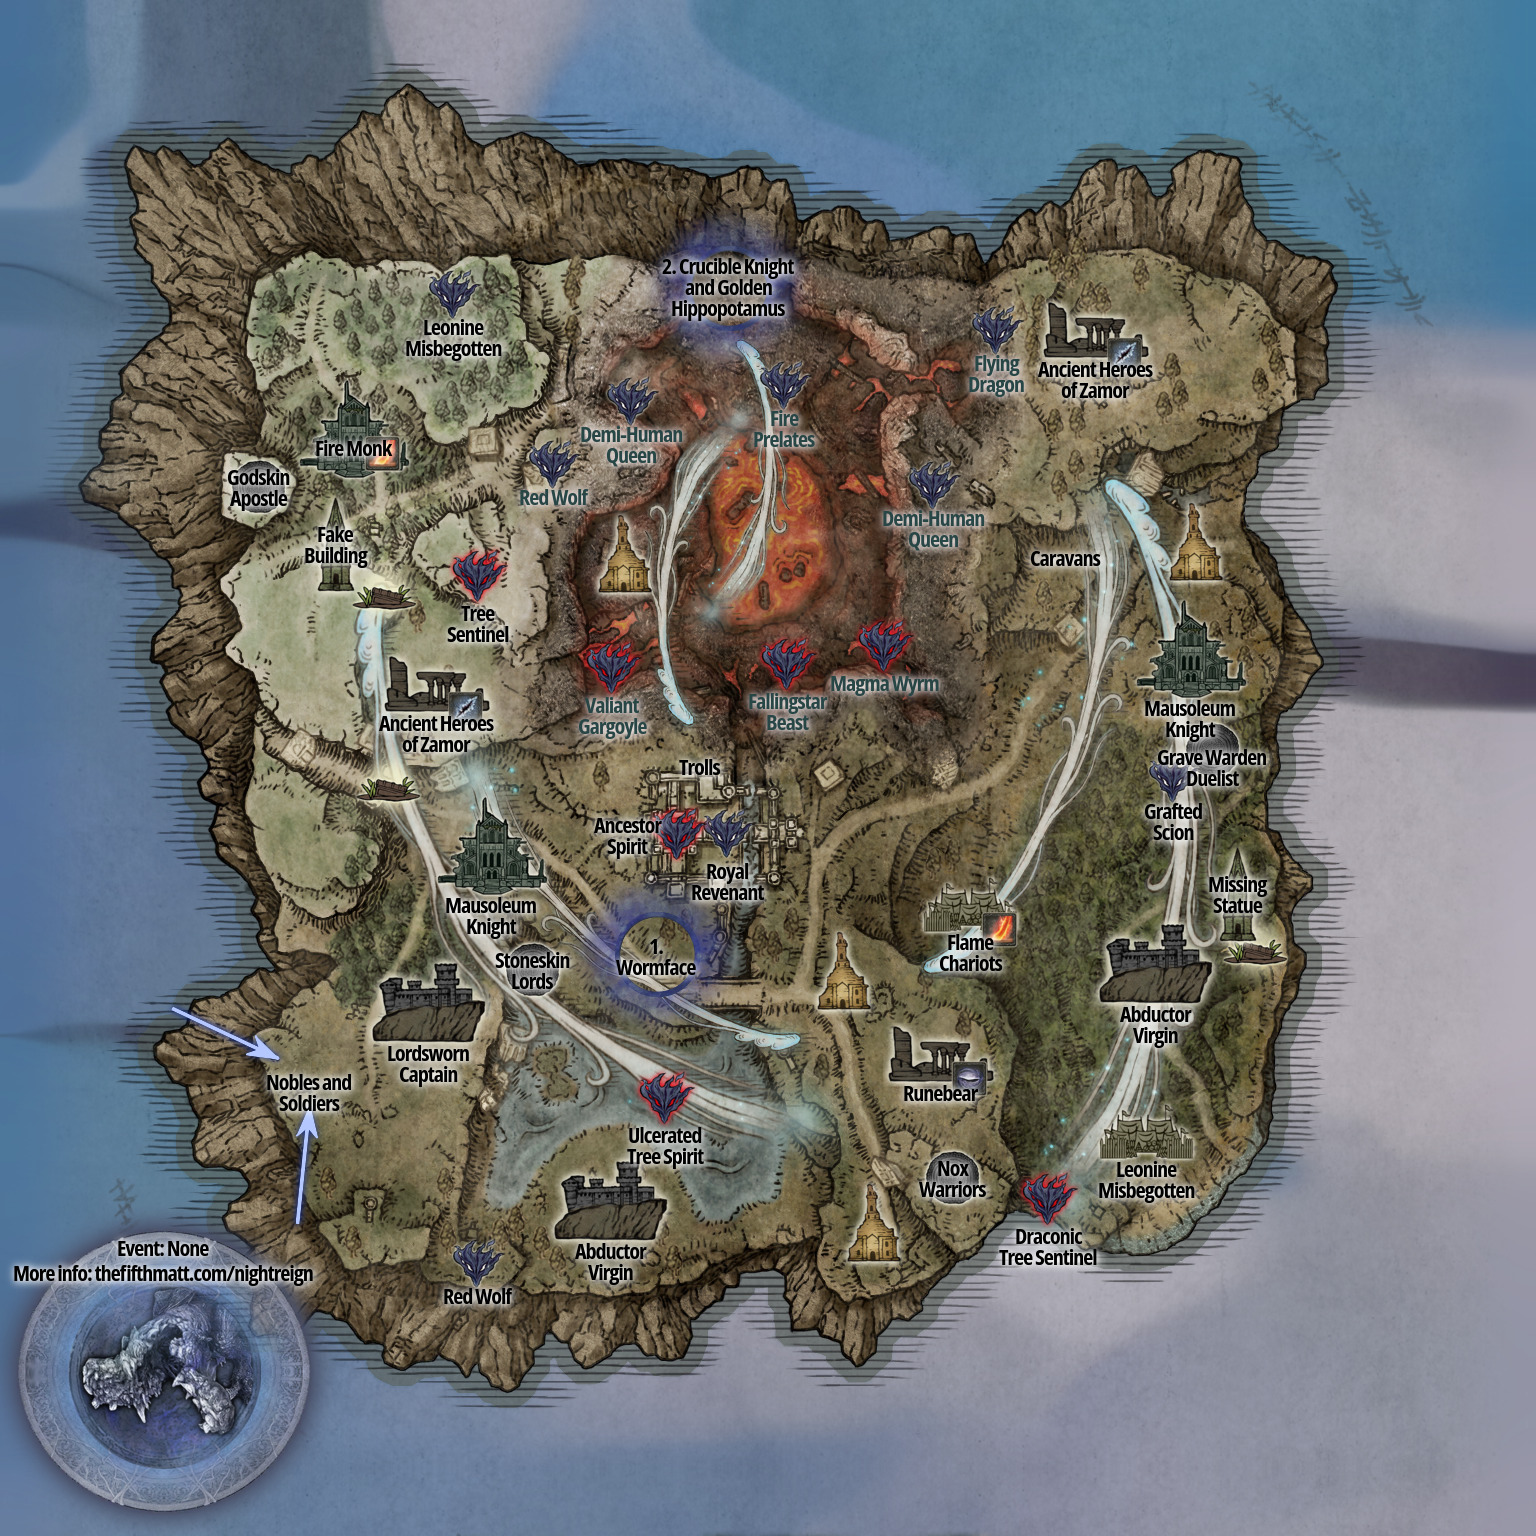 2. Crucible Knight
and Golden
Hippopotamus
Leonine
Misbegotten
Flying
Dragon
Ancient Heroes
of Zamor
Fire
Prelates
Demi-Human
Queen
Fire Monk
Godskin
Apostle
Red Wolf
Demi-Human
Queen
Fake
Building
Caravans
Tree
Sentinel
Magma Wyrm
Valiant
Gargoyle
Fallingstar
Beast
Ancient Heroes
of Zamor
Mausoleum
Knight
Grave Warden
Duelist
Trolls
Grafted
Scion
Ancestor
Spirit
Royal
Revenant
Missing
Statue
Mausoleum
Knight
Stoneskin
Lords
1.
Wormface
Flame
Chariots
Abductor
Virgin
Lordsworn
Captain
Nobles and
Soldiers
Runebear
Ulcerated
Tree Spirit
Nox
Warriors
Leonine
Misbegotten
Draconic
Tree Sentinel
Abductor
Virgin
Red Wolf
Event: None
More info: thefifthmatt.com/nightreign